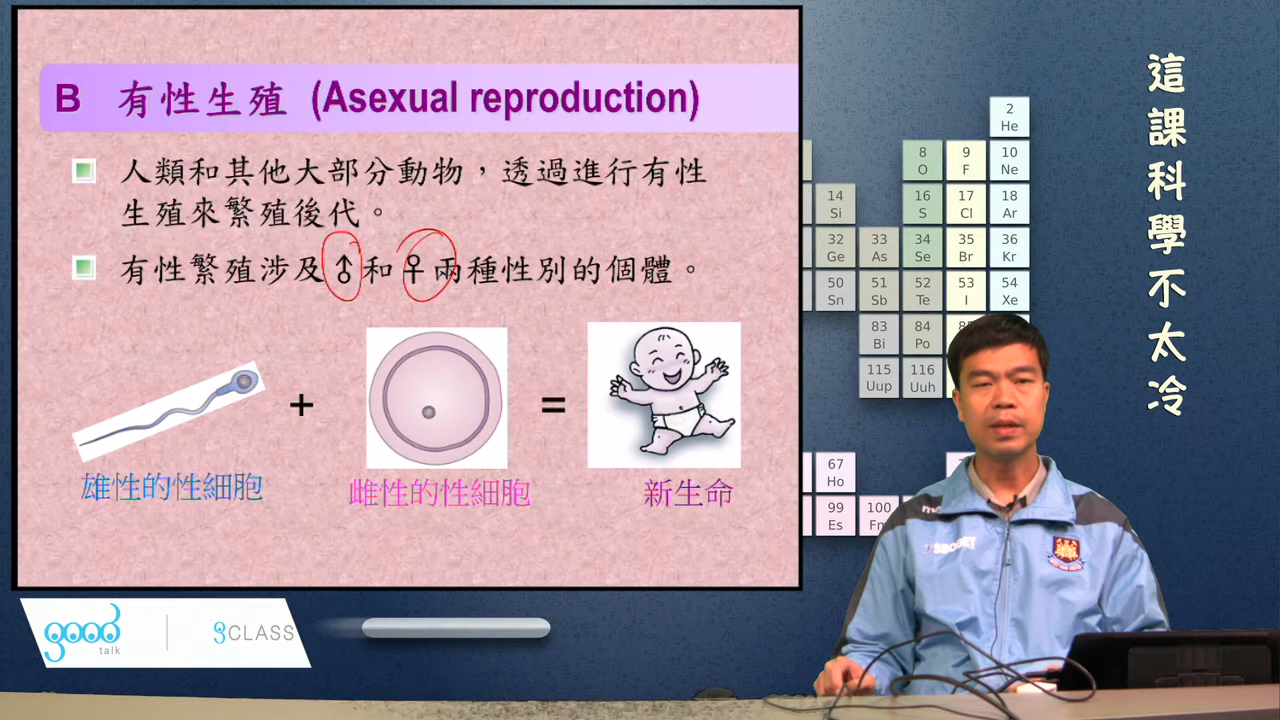 B 有性生殖 (Asexual reproduction)
人類和其他大部分動物，透過進行有性
生殖來繁殖後代。
有性繁殖涉及♂和♀兩種性別的個體。
+
=
雄性的性細胞
雌性的性細胞
新生命
這課科學不太冷
2
He
8
O
9
F
10
Ne
14
Si
16
S
17
Cl
18
Ar
32
Ge
33
As
34
Se
35
Br
36
Kr
50
Sn
51
Sb
52
Te
53
I
54
Xe
83
Bi
84
Po
115
Uup
116
Uuh
67
Ho
99
Es
100
good
talk
gCLASS